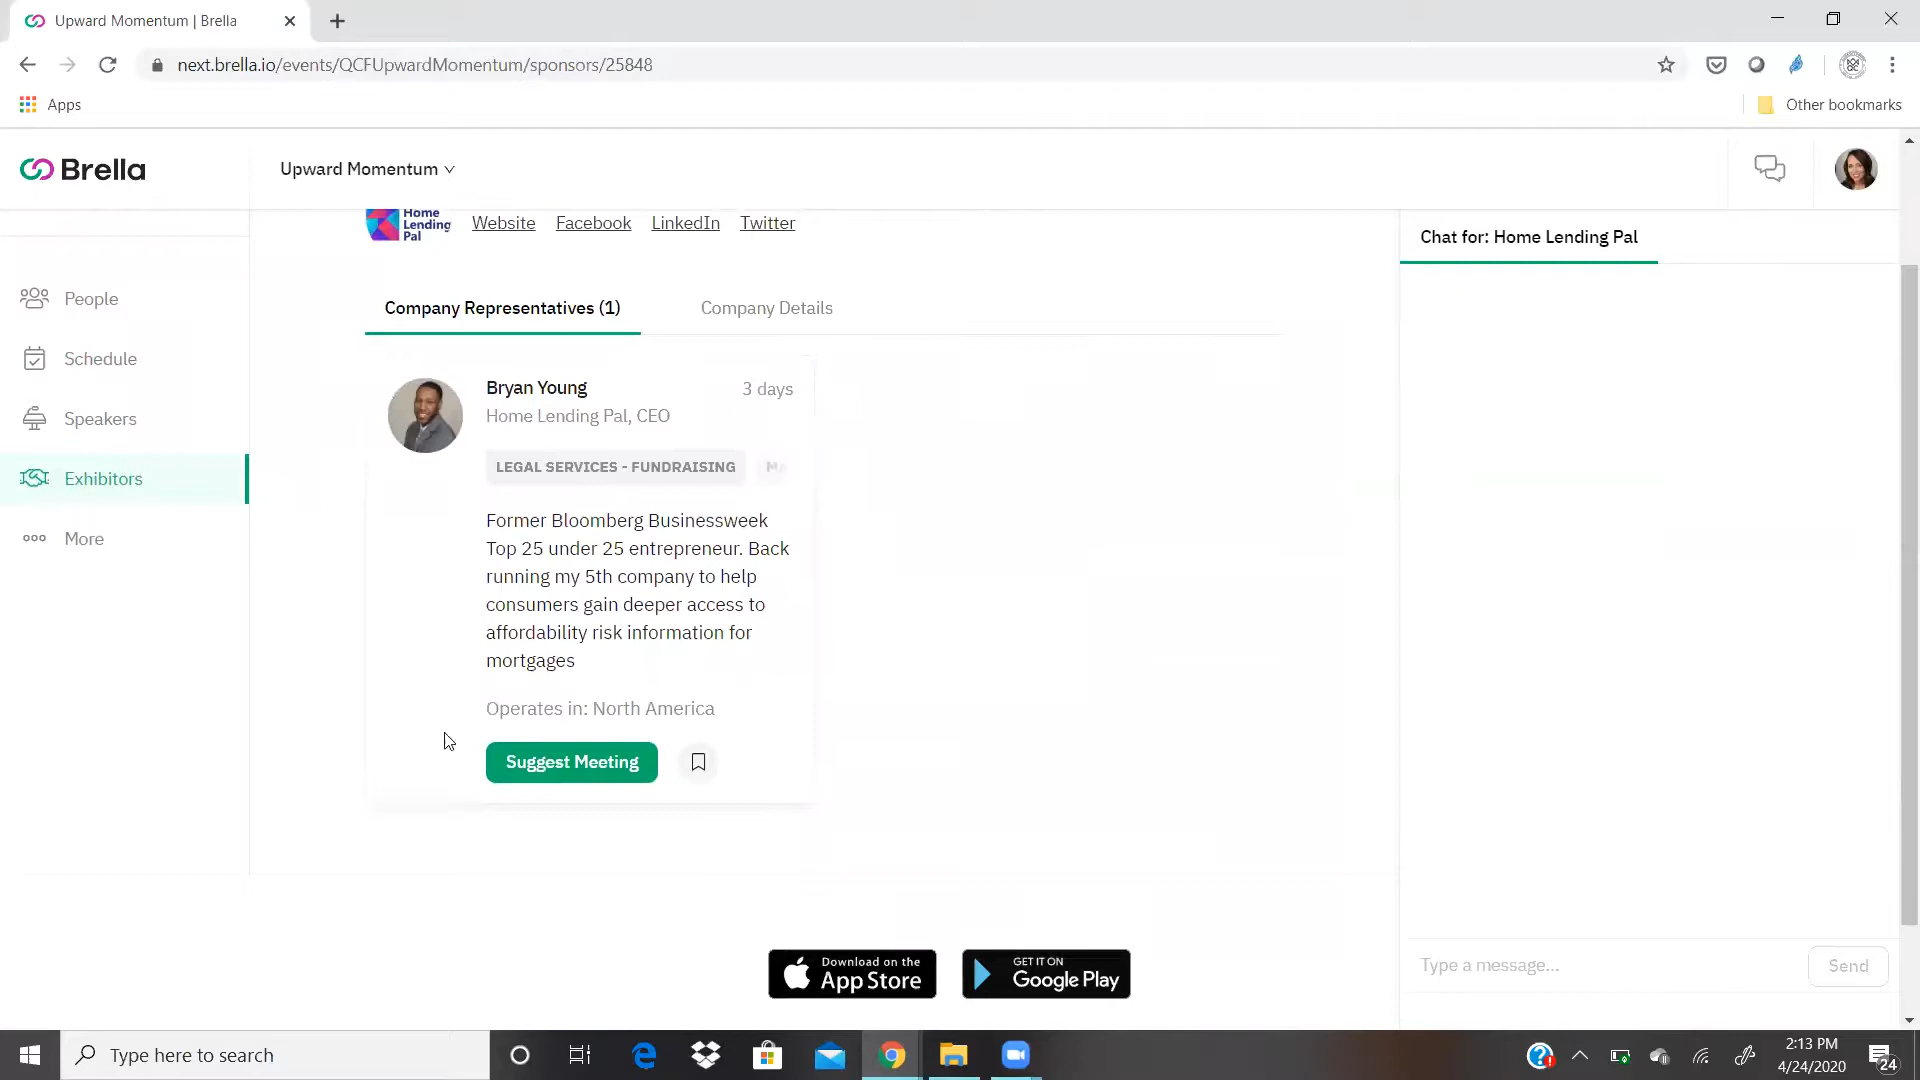 Upward Momentum | Brella
next.brella.io/events/QCFUpwardMomentum/sponsors/25848
Apps
Other bookmarks
Brella
Upward Momentum
Home
Lending
Pal
Website Facebook LinkedIn Twitter
Chat for: Home Lending Pal
People
Schedule
Speakers
Exhibitors
More
Company Representatives (1)
Company Details
Bryan Young
3 days
Home Lending Pal, CEO
LEGAL SERVICES - FUNDRAISING
Former Bloomberg Businessweek
Top 25 under 25 entrepreneur. Back
running my 5th company to help
consumers gain deeper access to
affordability risk information for
mortgages
Operates in: North America
Suggest Meeting
Download on the
App Store
GET IT ON
Google Play
Type a message...
Send
Type here to search
2:13 PM
4/24/2020
24